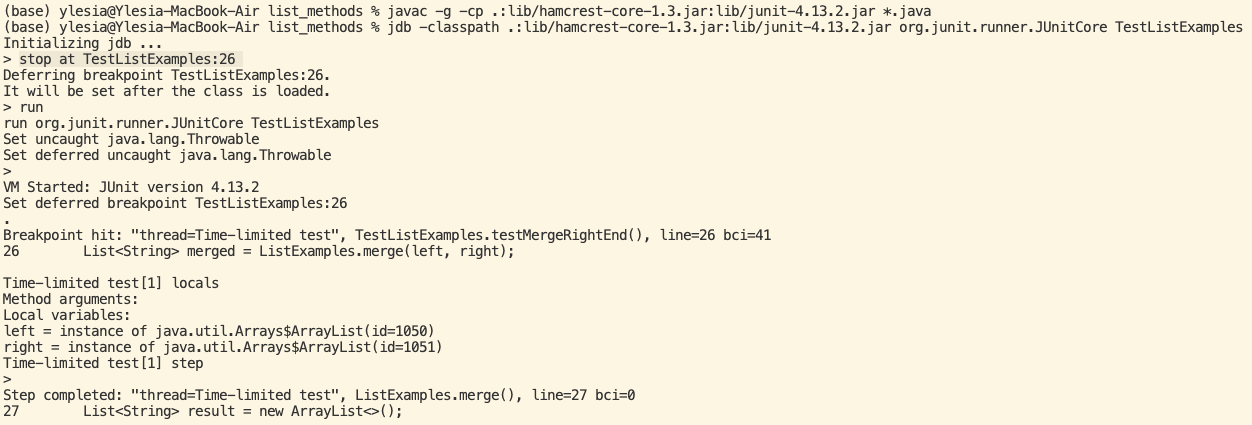 (base) ylesia@Ylesia-MacBook-Air list_methods % javac -g -cp .:lib/hamcrest-core-1.3.jar:lib/junit-4.13.2.jar *.java
(base) ylesia@Ylesia-MacBook-Air list_methods % jdb -classpath .:lib/hamcrest-core-1.3.jar:lib/junit-4.13.2.jar org.junit.runner.JUnitCore TestListExamples
Initializing jdb ...
> stop at TestListExamples:26
Deferring breakpoint TestListExamples:26.
It will be set after the class is loaded.
> run
run org.junit.runner.JUnitCore TestListExamples
Set uncaught java.lang.Throwable
Set deferred uncaught java.lang.Throwable
>
VM Started: JUnit version 4.13.2
Set deferred breakpoint TestListExamples:26
.
Breakpoint hit: "thread=Time-limited test", TestListExamples.testMergeRightEnd(), line=26 bci=41
26        List<String> merged = ListExamples.merge(left, right);

Time-limited test[1] locals
Method arguments:
Local variables:
left = instance of java.util.Arrays$ArrayList(id=1050)
right = instance of java.util.Arrays$ArrayList(id=1051)
Time-limited test[1] step
>
Step completed: "thread=Time-limited test", ListExamples.merge(), line=27 bci=0
27        List<String> result = new ArrayList<>();